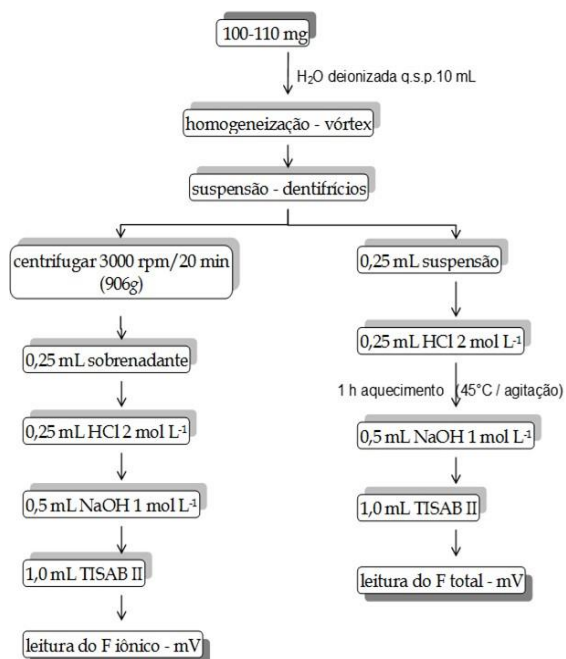 100-110 mg
H₂O deionizada q.s.p.10 mL
homogeneização - vórtex
suspensão - dentifrícios
centrifugar 3000 rpm/20 min
(906g)
0,25 mL sobrenadante
0,25 mL HCl 2 mol L⁻¹
0,5 mL NaOH 1 mol L⁻¹
1,0 mL TISAB II
leitura do F iônico - mV
0,25 mL suspensão
0,25 mL HCl 2 mol L⁻¹
1 h aquecimento (45°C / agitação)
0,5 mL NaOH 1 mol L⁻¹
1,0 mL TISAB II
leitura do F total - mV